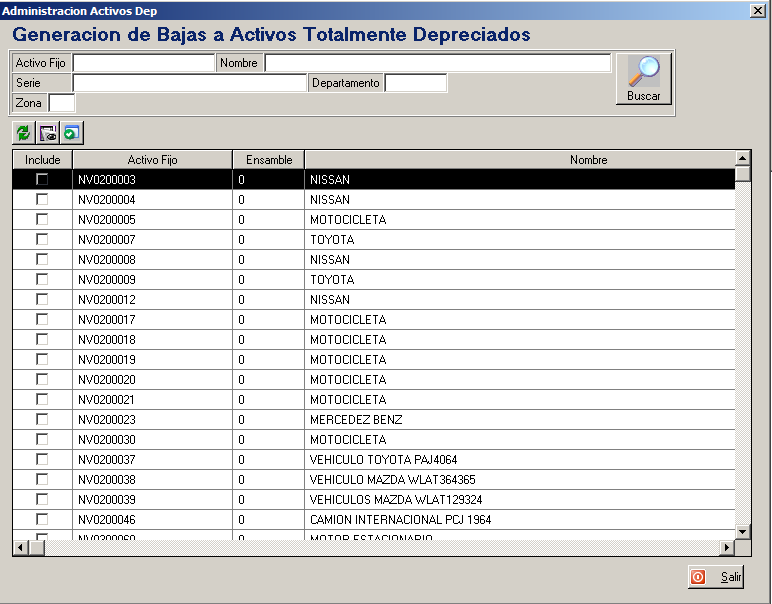 Administracion Activos Dep
Generacion de Bajas a Activos Totalmente Depreciados
Activo Fijo Nombre
Serie Departamento
Zona
Buscar
Include Activo Fijo Ensamble Nombre
NV0200003 0 NISSAN
NV0200004 0 NISSAN
NV0200005 0 MOTOCICLETA
NV0200007 0 TOYOTA
NV0200008 0 NISSAN
NV0200009 0 TOYOTA
NV0200012 0 NISSAN
NV0200017 0 MOTOCICLETA
NV0200018 0 MOTOCICLETA
NV0200019 0 MOTOCICLETA
NV0200020 0 MOTOCICLETA
NV0200021 0 MOTOCICLETA
NV0200023 0 MERCEDEZ BENZ
NV0200030 0 MOTOCICLETA
NV0200037 0 VEHICULO TOYOTA PAJ4064
NV0200038 0 VEHICULO MAZDA WLAT364365
NV0200039 0 VEHICULOS MAZDA WLAT129324
NV0200046 0 CAMION INTERNACIONAL PCJ 1964
0 MOTOR ESTACIONARIO
Salir